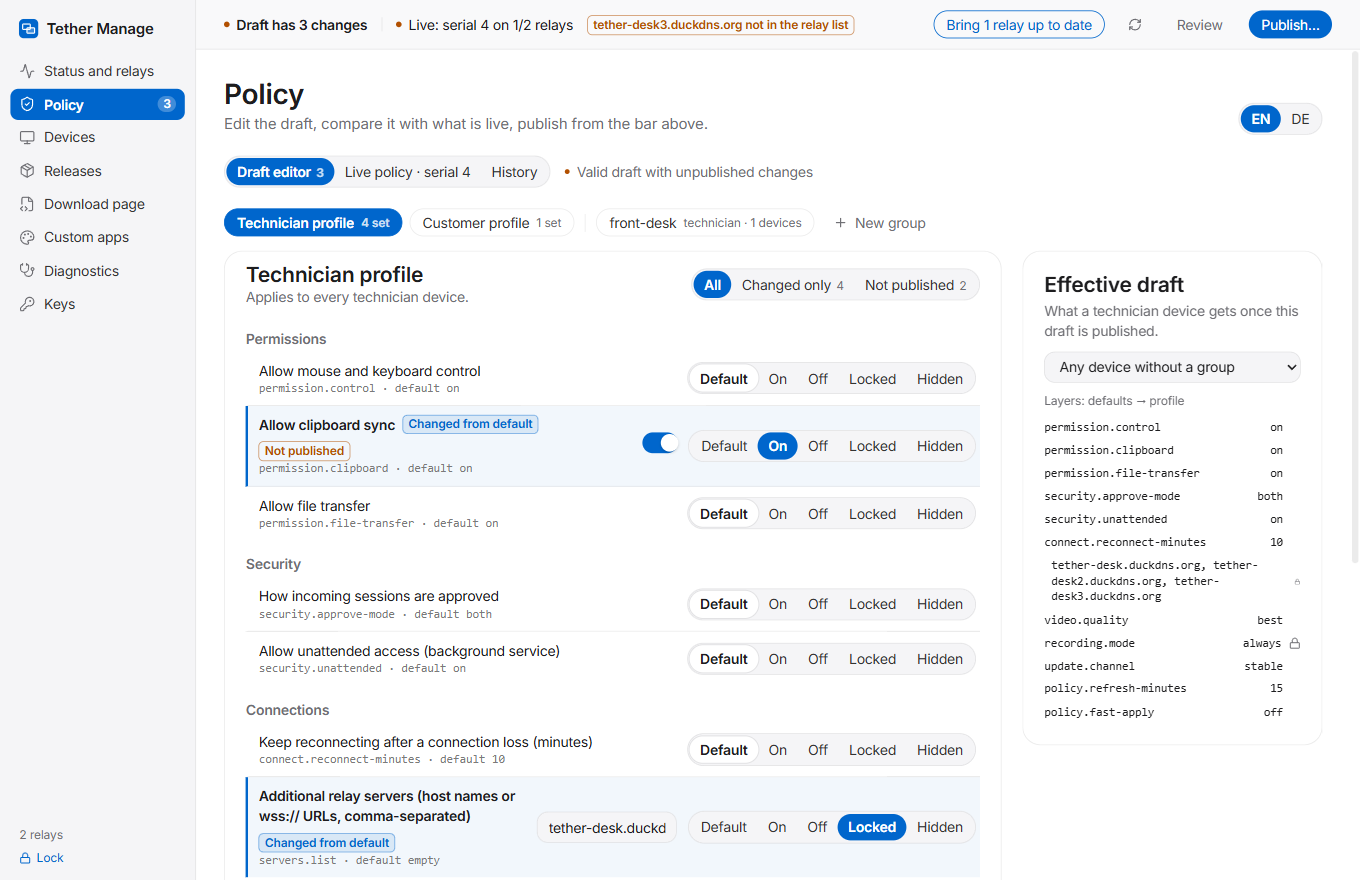 Tether Manage
Status and relays
Policy 3
Devices
Releases
Download page
Custom apps
Diagnostics
Keys
2 relays
Lock
Draft has 3 changes
Live: serial 4 on 1/2 relays
tether-desk3.duckdns.org not in the relay list
Bring 1 relay up to date
Review
Publish...
Policy
Edit the draft, compare it with what is live, publish from the bar above.
EN DE
Draft editor 3
Live policy · serial 4
History
Valid draft with unpublished changes
Technician profile 4 set
Customer profile 1 set
front-desk technician · 1 devices
+ New group
Technician profile
Applies to every technician device.
All
Changed only 4
Not published 2
Permissions
Allow mouse and keyboard control
permission.control · default on
Default On Off Locked Hidden
Allow clipboard sync Changed from default
Not published
permission.clipboard · default on
Default On Off Locked Hidden
Allow file transfer
permission.file-transfer · default on
Default On Off Locked Hidden
Security
How incoming sessions are approved
security.approve-mode · default both
Default On Off Locked Hidden
Allow unattended access (background service)
security.unattended · default on
Default On Off Locked Hidden
Connections
Keep reconnecting after a connection loss (minutes)
connect.reconnect-minutes · default 10
Default On Off Locked Hidden
Additional relay servers (host names or
wss:// URLs, comma-separated)
Changed from default
servers.list · default empty
tether-desk.duckd
Default On Off Locked Hidden
Effective draft
What a technician device gets once this
draft is published.
Any device without a group
Layers: defaults → profile
permission.control on
permission.clipboard on
permission.file-transfer on
security.approve-mode both
security.unattended on
connect.reconnect-minutes 10
tether-desk.duckdns.org, tether-
desk2.duckdns.org, tether-
desk3.duckdns.org
video.quality best
recording.mode always
update.channel stable
policy.refresh-minutes 15
policy.fast-apply off